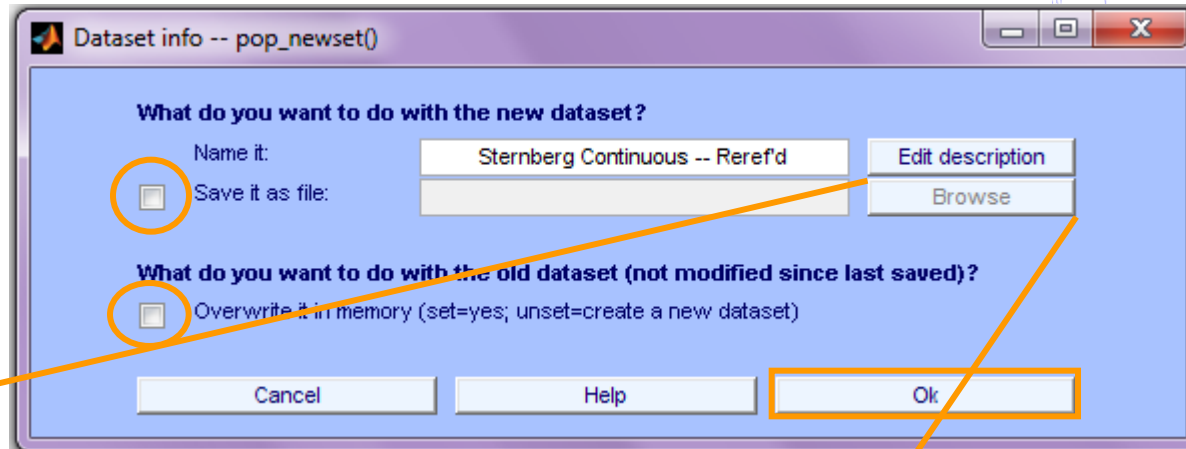 Dataset info -- pop_newset()
What do you want to do with the new dataset?
Name it:
Sternberg Continuous -- Reref'd
Edit description
Save it as file:
Browse
What do you want to do with the old dataset (not modified since last saved)?
Overwrite it in memory (set=yes; unset=create a new dataset)
Cancel
Help
Ok